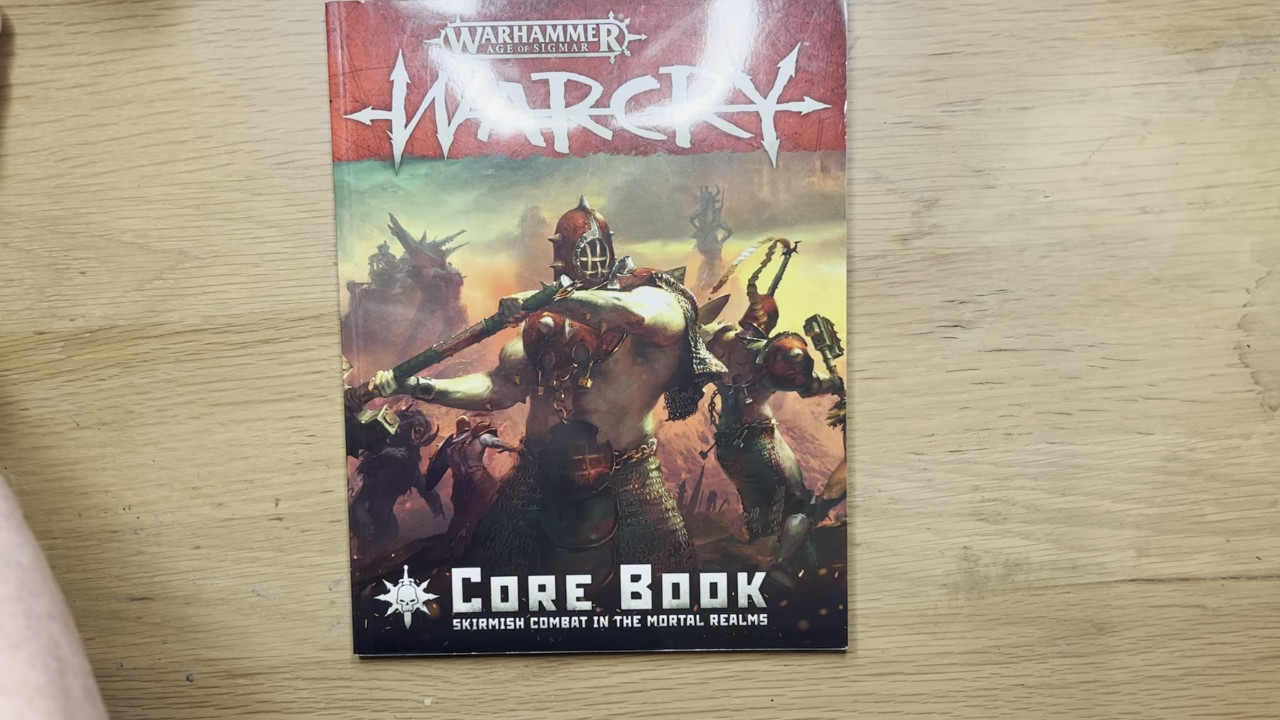 WARHAMMER
AGE OF SIGMAR
WARCRY
CORE BOOK
SKIRMISH COMBAT IN THE MORTAL REALMS